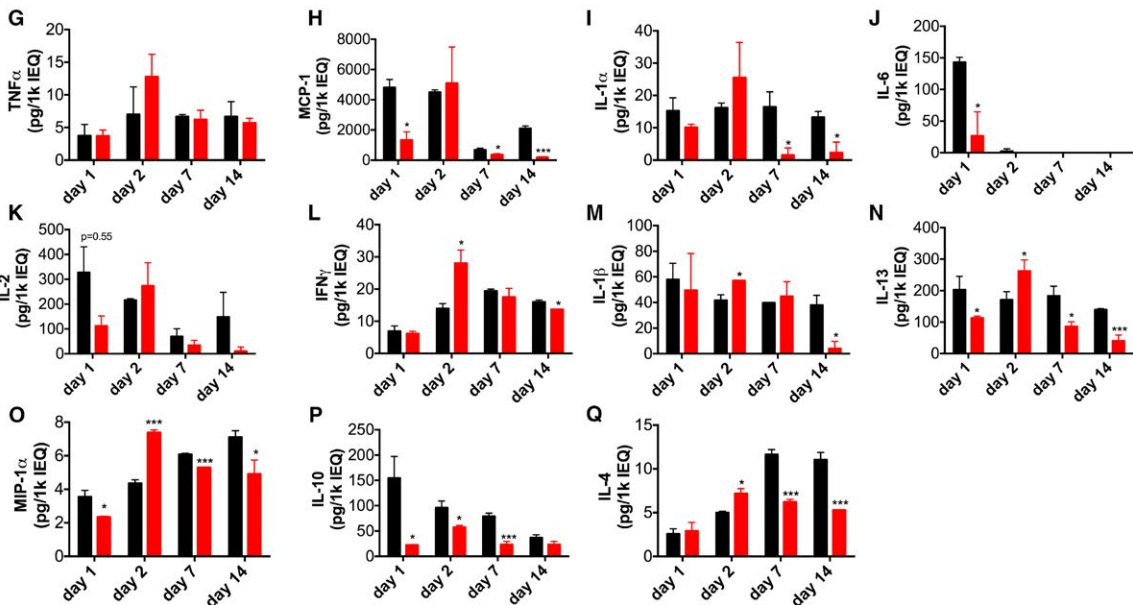 G
TNFα
(pg/1k IEQ)
20
15
10
5
0
day 1
day 2
day 7
day 14
H
MCP-1
(pg/1k IEQ)
8000
6000
4000
2000
0
*
*
***
day 1
day 2
day 7
day 14
I
IL-1α
(pg/1k IEQ)
40
30
20
10
0
*
*
day 1
day 2
day 7
day 14
J
IL-6
(pg/1k IEQ)
200
150
100
50
0
*
day 1
day 2
day 7
day 14
K
IL-2
(pg/1k IEQ)
500
400
300
200
100
0
p=0.55
day 1
day 2
day 7
day 14
L
IFNγ
(pg/1k IEQ)
40
30
20
10
0
*
*
day 1
day 2
day 7
day 14
M
IL-1β
(pg/1k IEQ)
100
80
60
40
20
0
*
*
day 1
day 2
day 7
day 14
N
IL-13
(pg/1k IEQ)
400
300
200
100
0
*
*
*
***
day 1
day 2
day 7
day 14
O
MIP-1α
(pg/1k IEQ)
8
6
4
2
0
*
***
***
*
day 1
day 2
day 7
day 14
P
IL-10
(pg/1k IEQ)
250
200
150
100
50
0
*
*
***
day 1
day 2
day 7
day 14
Q
IL-4
(pg/1k IEQ)
15
10
5
0
*
***
***
day 1
day 2
day 7
day 14